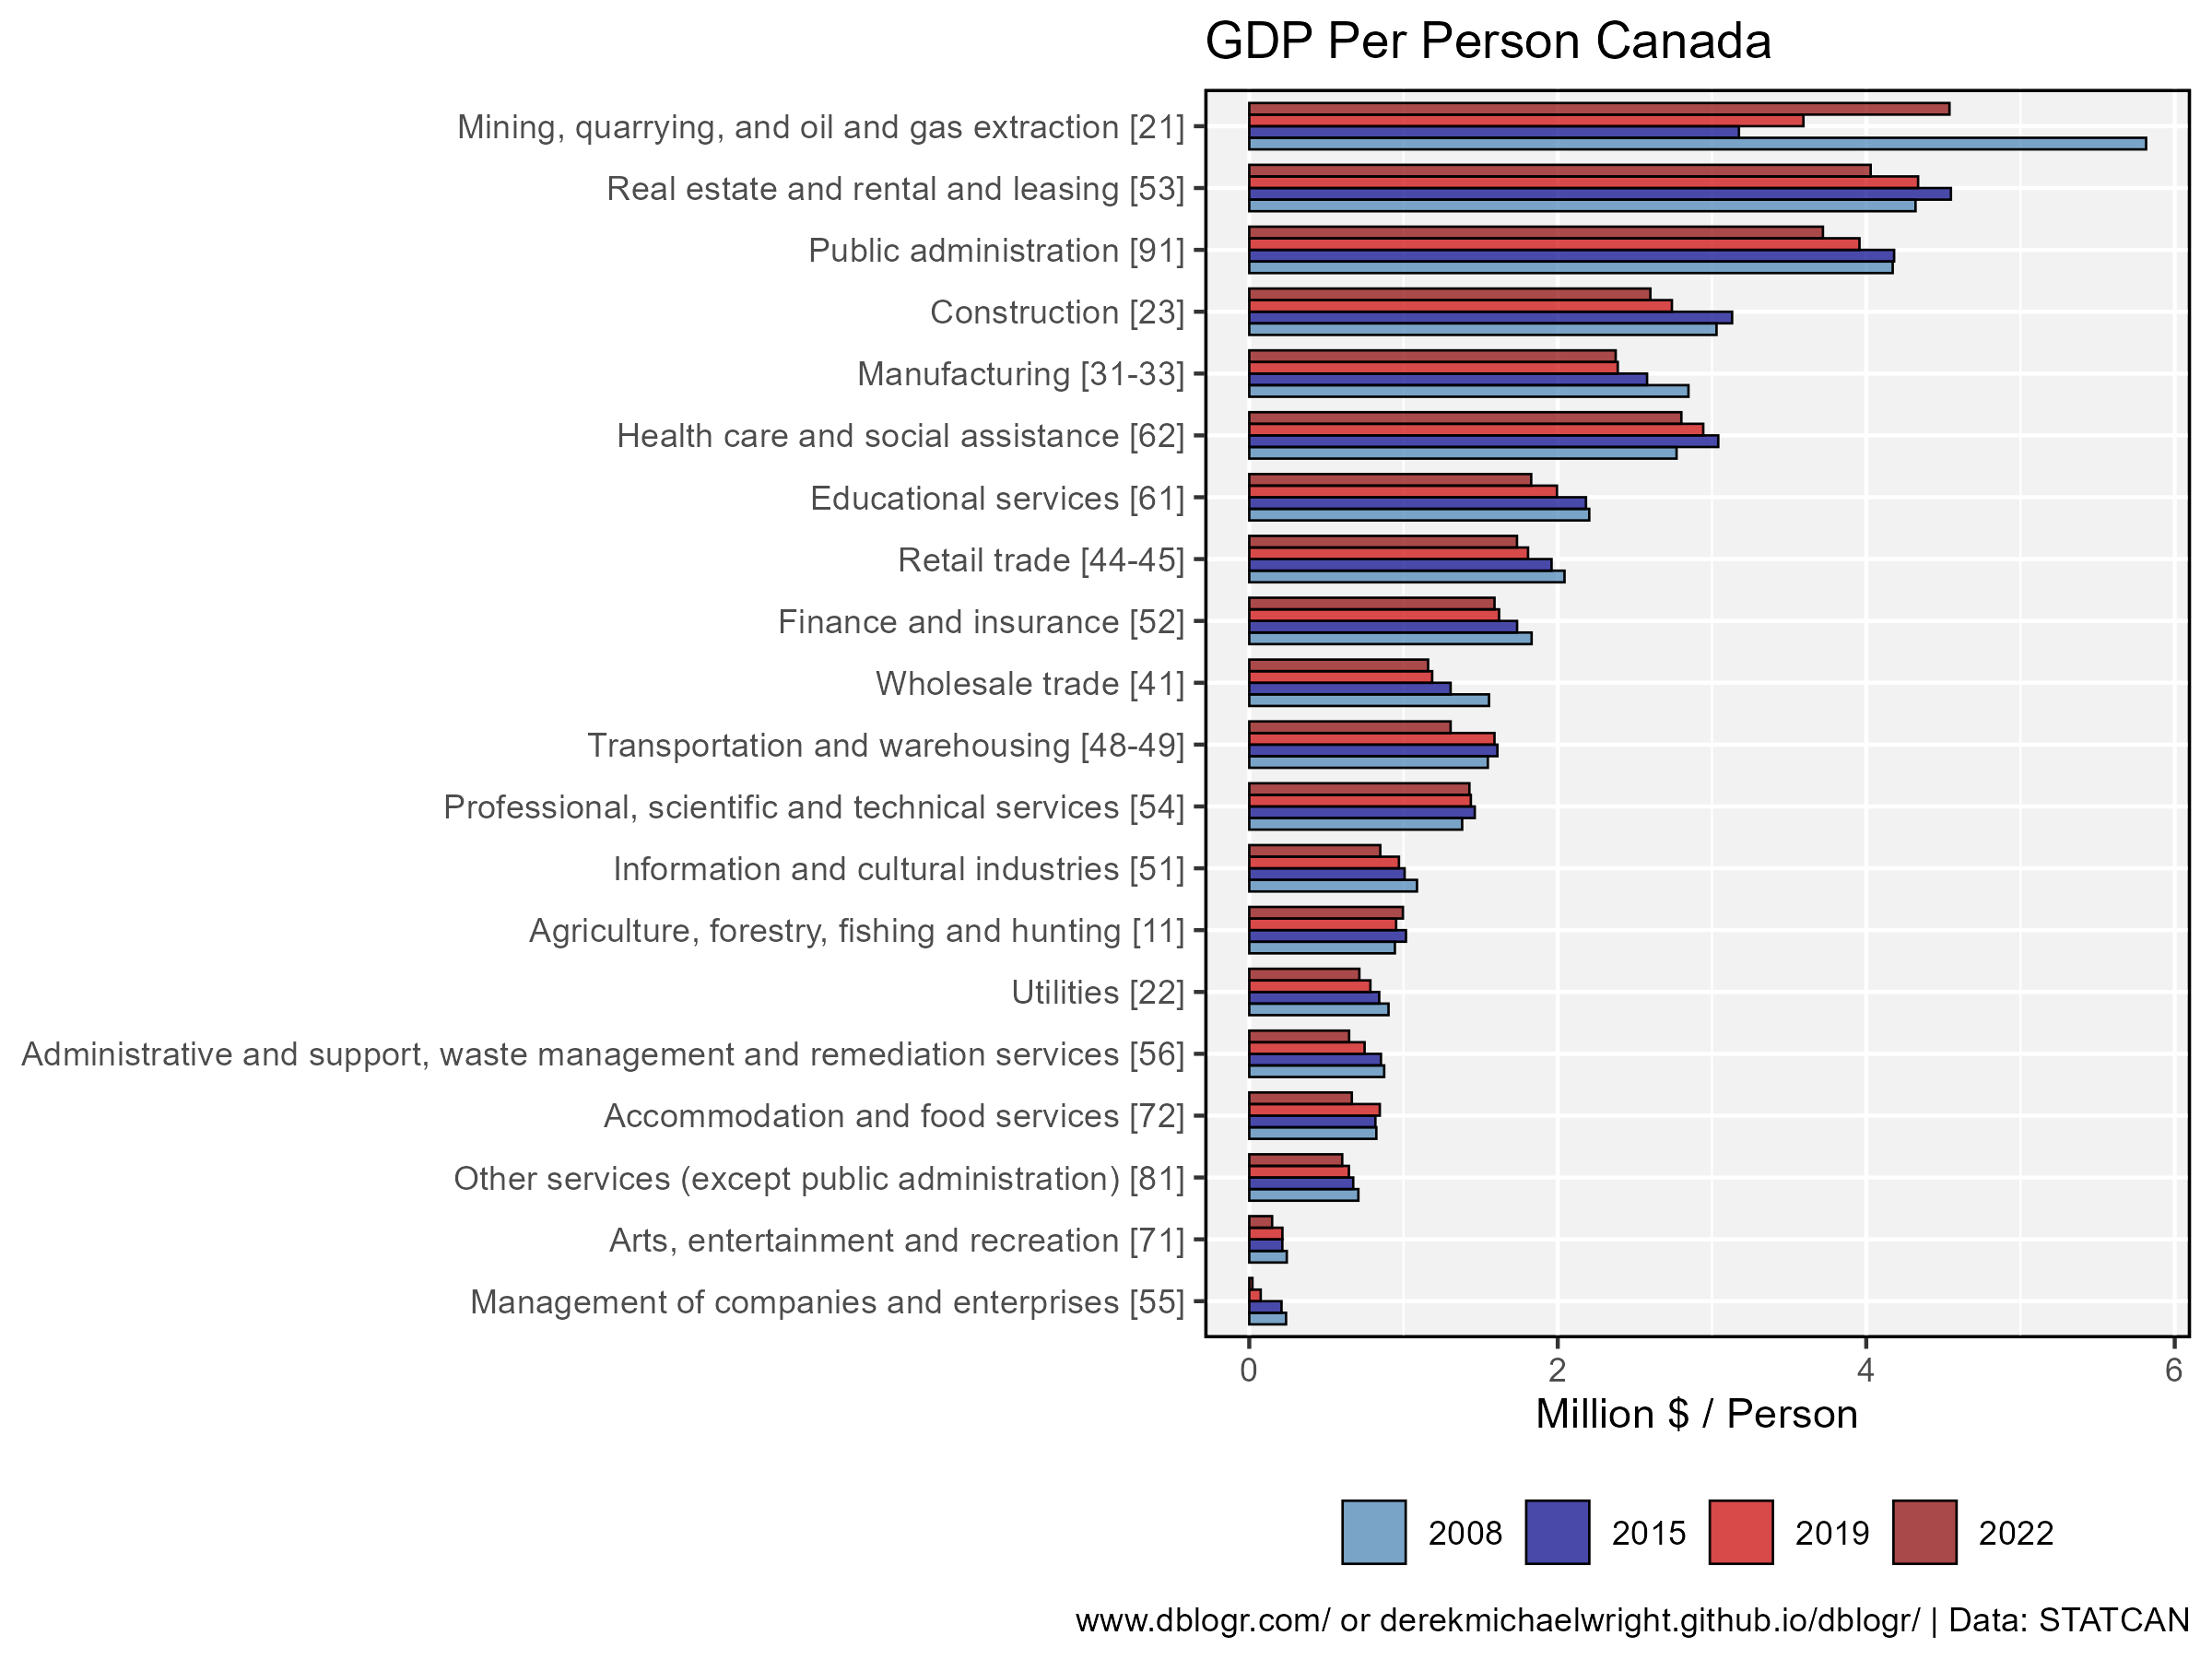 GDP Per Person Canada
Mining, quarrying, and oil and gas extraction [21]
Real estate and rental and leasing [53]
Public administration [91]
Construction [23]
Manufacturing [31-33]
Health care and social assistance [62]
Educational services [61]
Retail trade [44-45]
Finance and insurance [52]
Wholesale trade [41]
Transportation and warehousing [48-49]
Professional, scientific and technical services [54]
Information and cultural industries [51]
Agriculture, forestry, fishing and hunting [11]
Utilities [22]
Administrative and support, waste management and remediation services [56]
Accommodation and food services [72]
Other services (except public administration) [81]
Arts, entertainment and recreation [71]
Management of companies and enterprises [55]
0 2 4 6
Million $ / Person
2008 2015 2019 2022
www.dblogr.com/ or derekmichaelwright.github.io/dblogr/ | Data: STATCAN